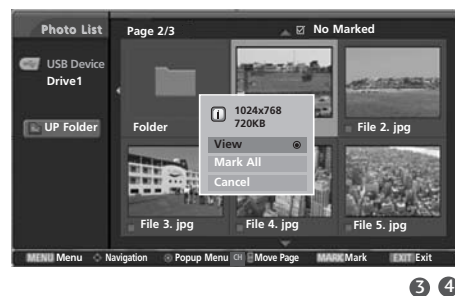 Photo List
Page 2/3
No Marked
USB Device
Drive1
UP Folder
Folder
1024x768
720KB
View
Mark All
Cancel
File 2. jpg
File 3. jpg
File 4. jpg
File 5. jpg
MENU Menu Navigation Popup Menu CH Move Page MARK Mark EXIT Exit
3 4